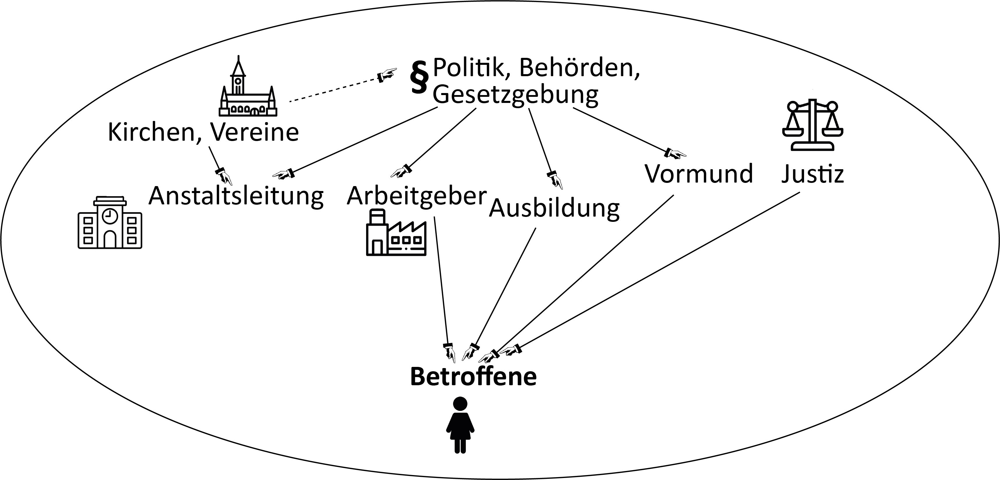 § Politik, Behörden,
Gesetzgebung
Kirchen, Vereine
Vormund
Justiz
Anstaltsleitung
Arbeitgeber
Ausbildung
Betroffene